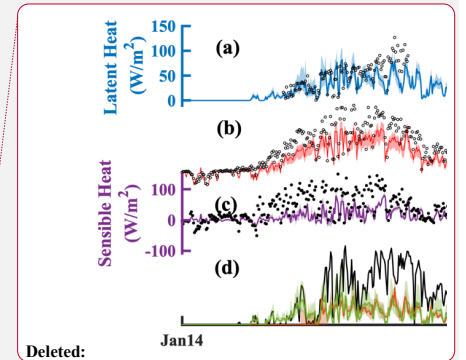 150
100
50
0
Latent Heat
(W/m²)
(a)
(b)
100
0
-100
Sensible Heat
(W/m²)
(c)
(d)
Jan14
Deleted: